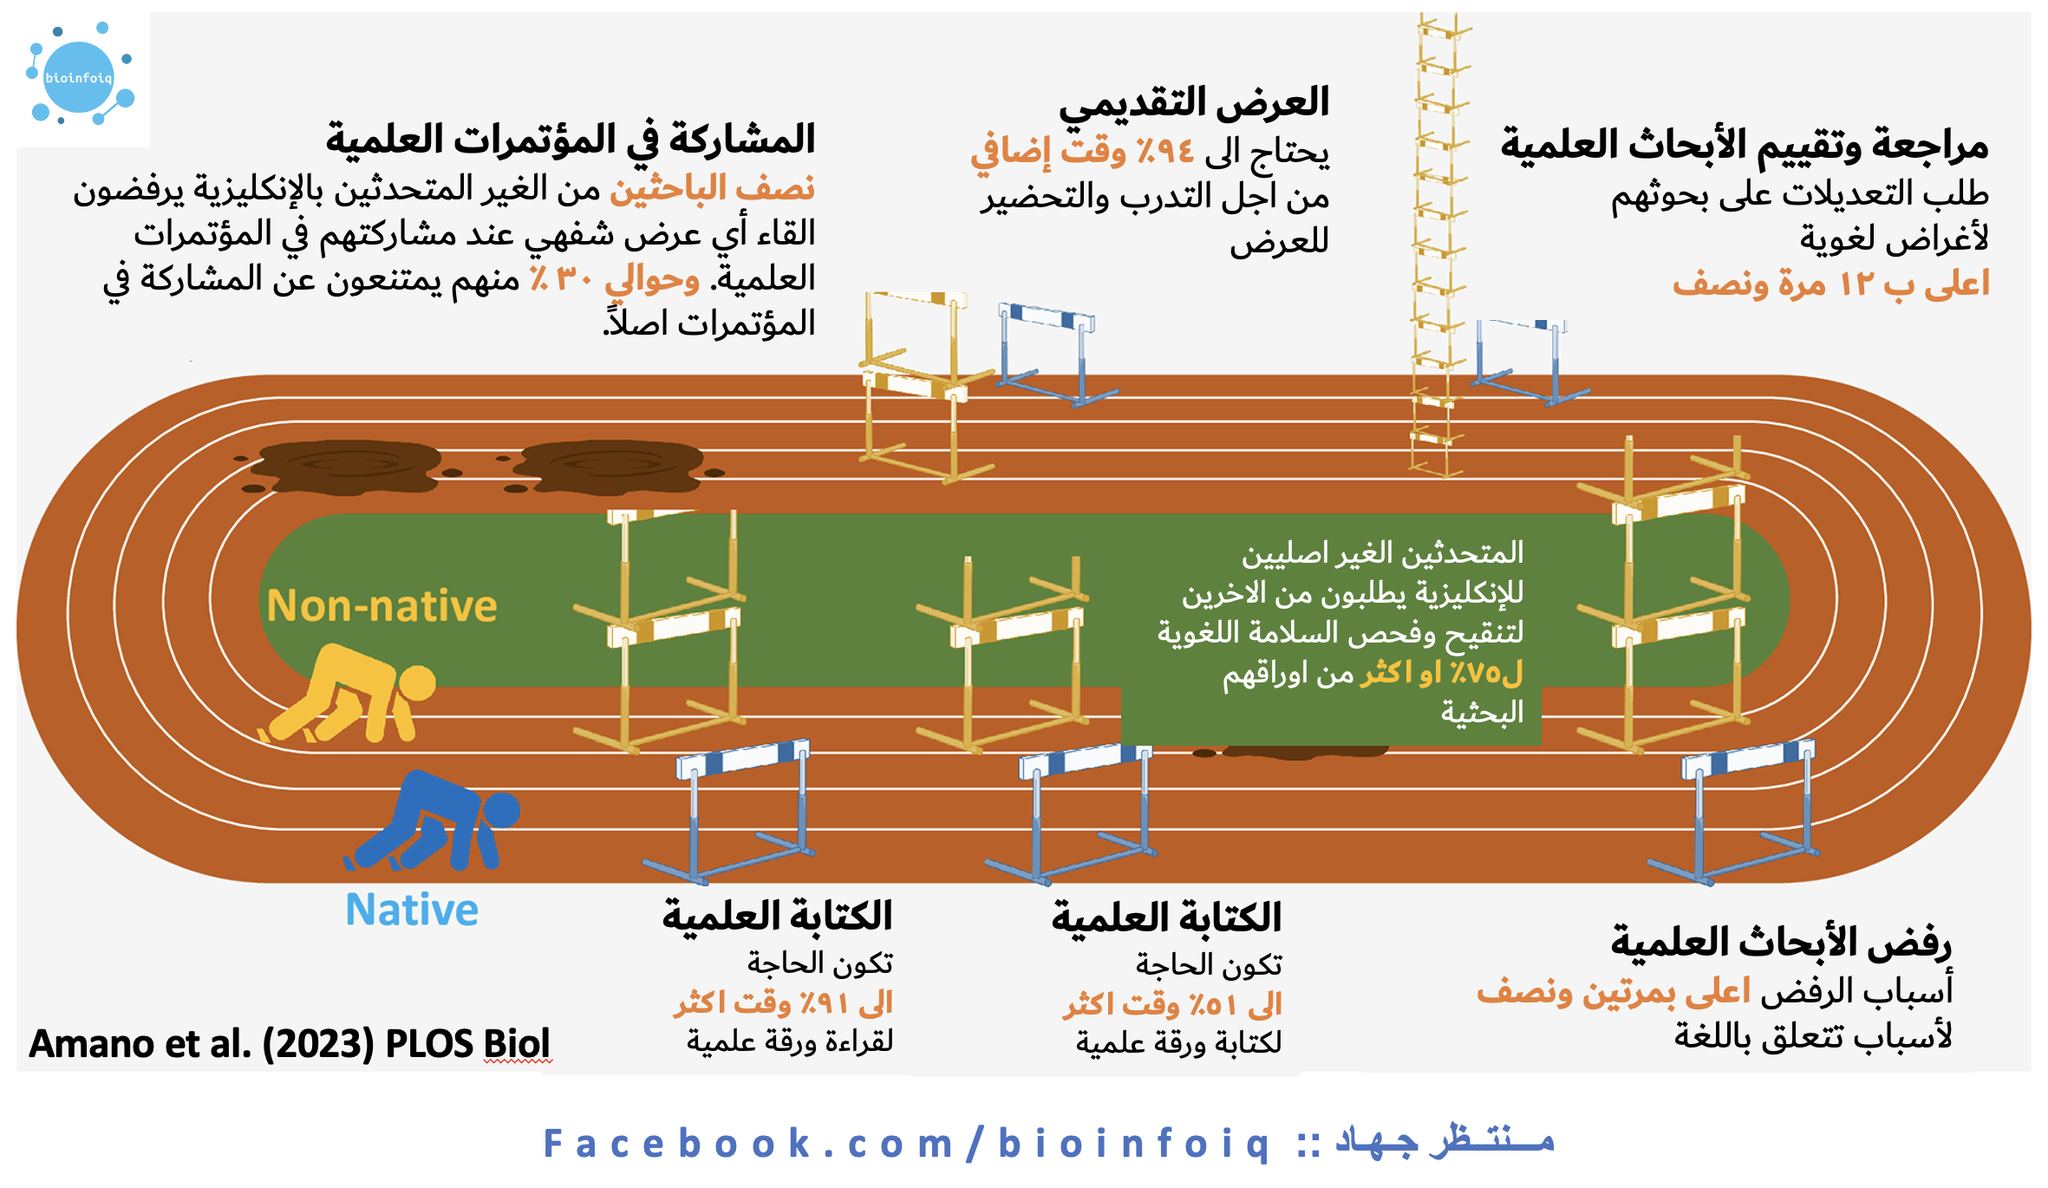 bioinfoiq
المشاركة في المؤتمرات العلمية
نصف الباحثين من الغير المتحدثين بالإنكليزية يرفضون
القاء أي عرض شفهي عند مشاركتهم في المؤتمرات
العلمية. وحوالي ٣٠ ٪ منهم يمتنعون عن المشاركة في
المؤتمرات اصلاً.
العرض التقديمي
يحتاج الى ٩٤٪ وقت إضافي
من اجل التدرب والتحضير
للعرض
مراجعة وتقييم الأبحاث العلمية
طلب التعديلات على بحوثهم
لأغراض لغوية
اعلى ب ١٢ مرة ونصف
المتحدثين الغير اصليين
للإنكليزية يطلبون من الاخرين
لتنقيح وفحص السلامة اللغوية
ل٧٥٪ او اكثر من اوراقهم
البحثية
Non-native
Native
الكتابة العلمية
تكون الحاجة
الى ٩١٪ وقت اكثر
لقراءة ورقة علمية
الكتابة العلمية
تكون الحاجة
الى ٥١٪ وقت اكثر
لكتابة ورقة علمية
رفض الأبحاث العلمية
أسباب الرفض اعلى بمرتين ونصف
لأسباب تتعلق باللغة
Amano et al. (2023) PLOS Biol
منتظر جهاد :: Facebook.com/bioinfoiq